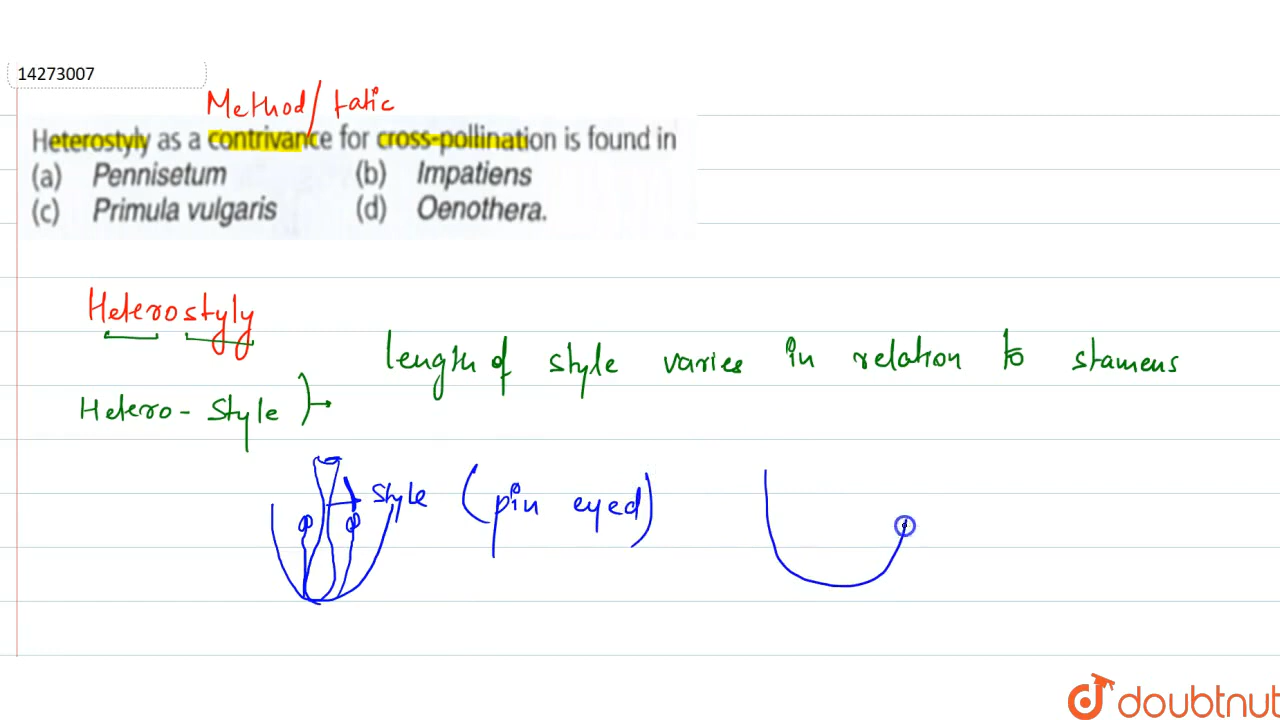 14273007
Method/tatic
Heterostyly as a contrivance for cross-pollination is found in
(a) Pennisetum (b) Impatiens
(c) Primula vulgaris (d) Oenothera.
Heterostyly
length of style varies in relation to stamens
Hetero-style
style (pin eyed)
doubtnut